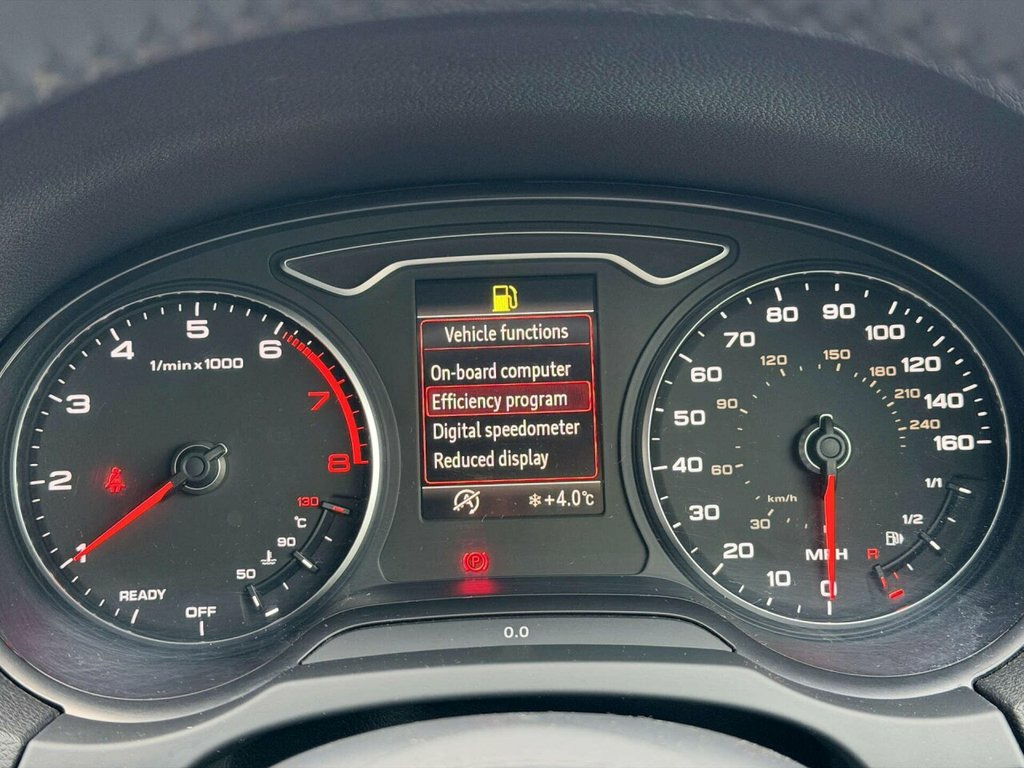 Vehicle functions
On-board computer
Efficiency program
Digital speedometer
Reduced display
+4.0°C
1/min x 1000
1
2
3
4
5
6
7
8
READY
OFF
50
90
°C
130
P
0.0
0
10
20
30
40
50
60
70
80
90
100
120
140
160
30
60
90
120
150
180
210
240
km/h
MPH
R
1/2
1/1